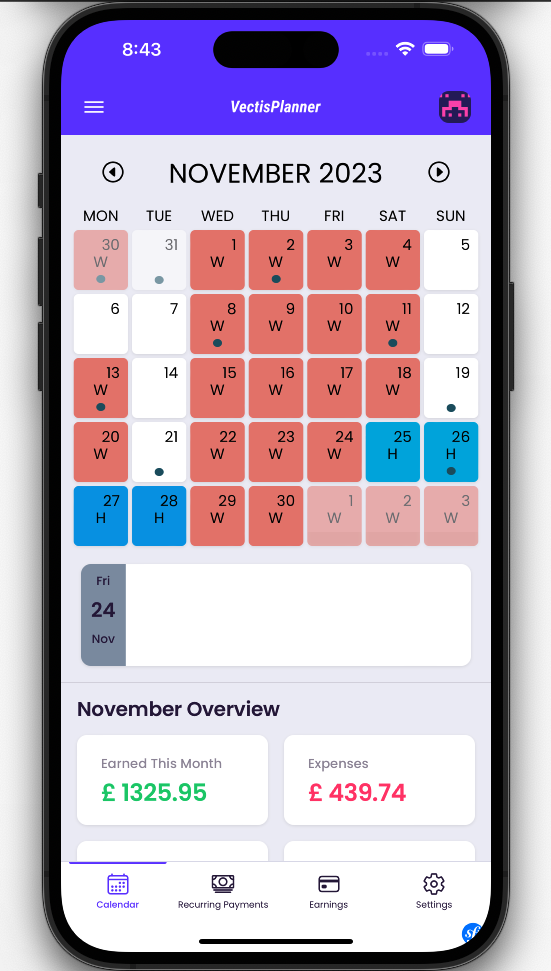 8:43
VectisPlanner
NOVEMBER 2023
MON TUE WED THU FRI SAT SUN
30 31 1 2 3 4 5
W W W W W
6 7 8 9 10 11 12
W W W W
13 14 15 16 17 18 19
W W W W W
20 21 22 23 24 25 26
W W W W H H
27 28 29 30 1 2 3
H H W W W W W
Fri
24
Nov
November Overview
Earned This Month Expenses
£ 1325.95 £ 439.74
Calendar Recurring Payments Earnings Settings